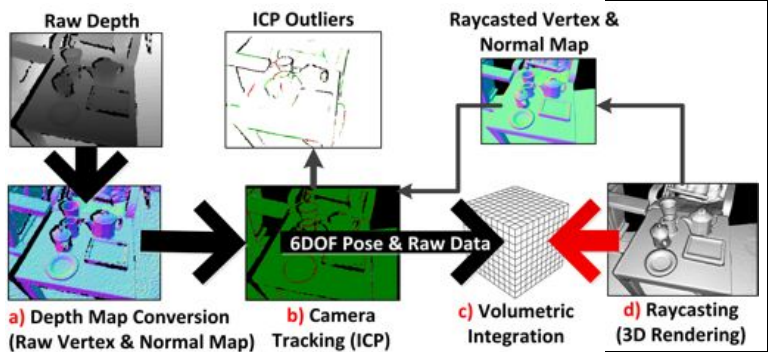 Raw Depth
ICP Outliers
Raycasted Vertex &
Normal Map
6DOF Pose & Raw Data
a) Depth Map Conversion
(Raw Vertex & Normal Map)
b) Camera
Tracking (ICP)
c) Volumetric
Integration
d) Raycasting
(3D Rendering)